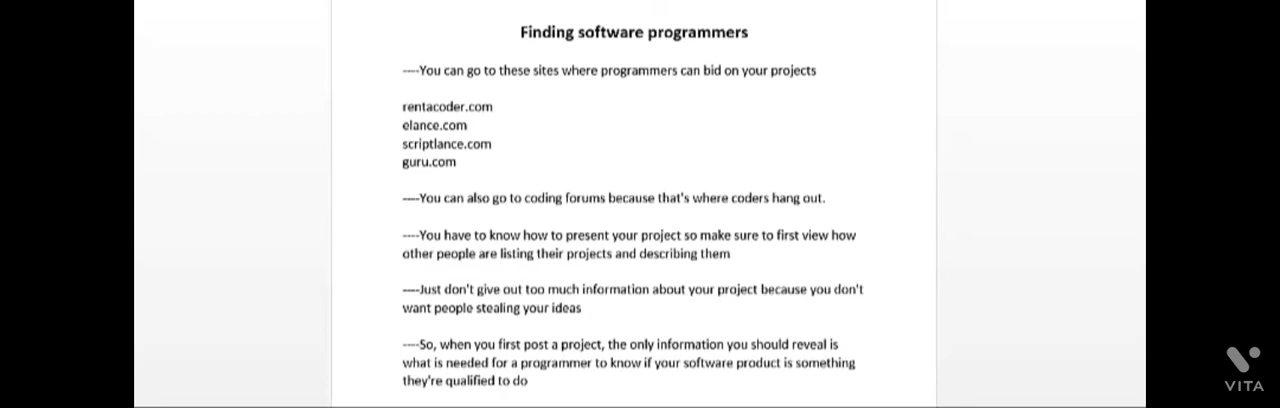 Finding software programmers
----You can go to these sites where programmers can bid on your projects
rentacoder.com
elance.com
scriptlance.com
guru.com
----You can also go to coding forums because that's where coders hang out.
----You have to know how to present your project so make sure to first view how
other people are listing their projects and describing them
----Just don't give out too much information about your project because you don't
want people stealing your ideas
----So, when you first post a project, the only information you should reveal is
what is needed for a programmer to know if your software product is something
they're qualified to do
VITA